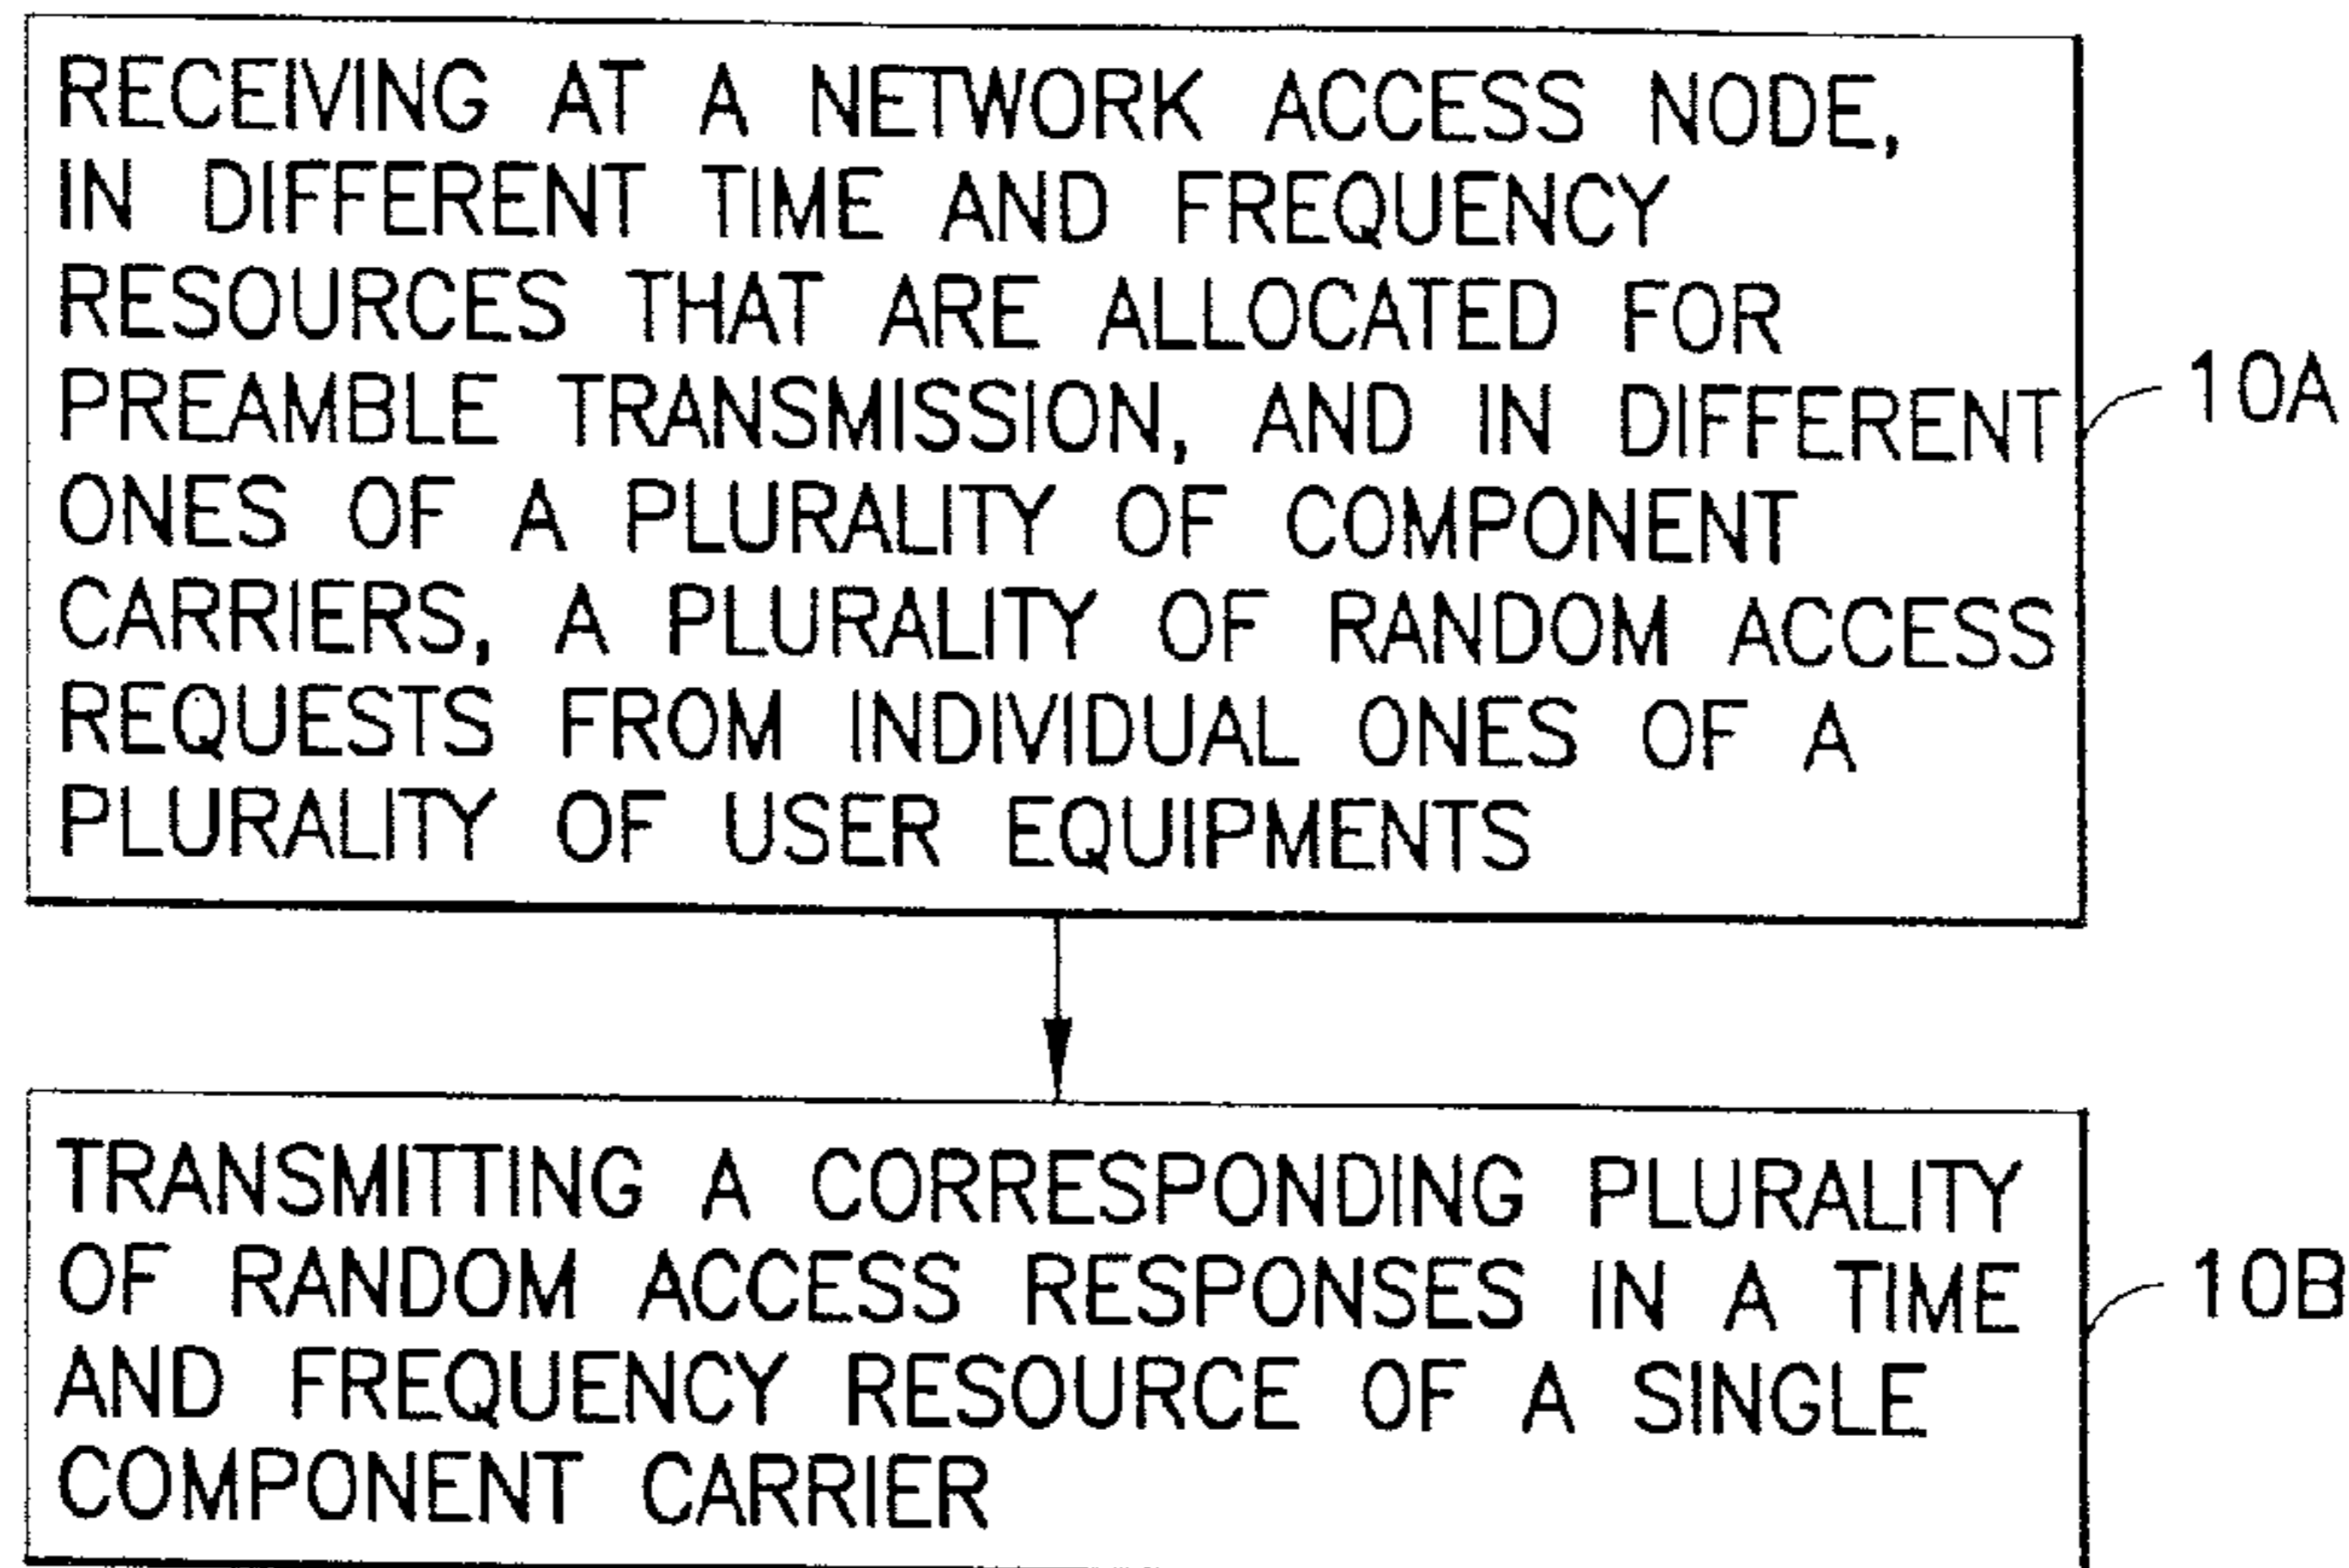 RECEIVING AT A NETWORK ACCESS NODE,
IN DIFFERENT TIME AND FREQUENCY
RESOURCES THAT ARE ALLOCATED FOR
PREAMBLE TRANSMISSION, AND IN DIFFERENT
ONES OF A PLURALITY OF COMPONENT
CARRIERS, A PLURALITY OF RANDOM ACCESS
REQUESTS FROM INDIVIDUAL ONES OF A
PLURALITY OF USER EQUIPMENTS
10A
TRANSMITTING A CORRESPONDING PLURALITY
OF RANDOM ACCESS RESPONSES IN A TIME
AND FREQUENCY RESOURCE OF A SINGLE
COMPONENT CARRIER
10B